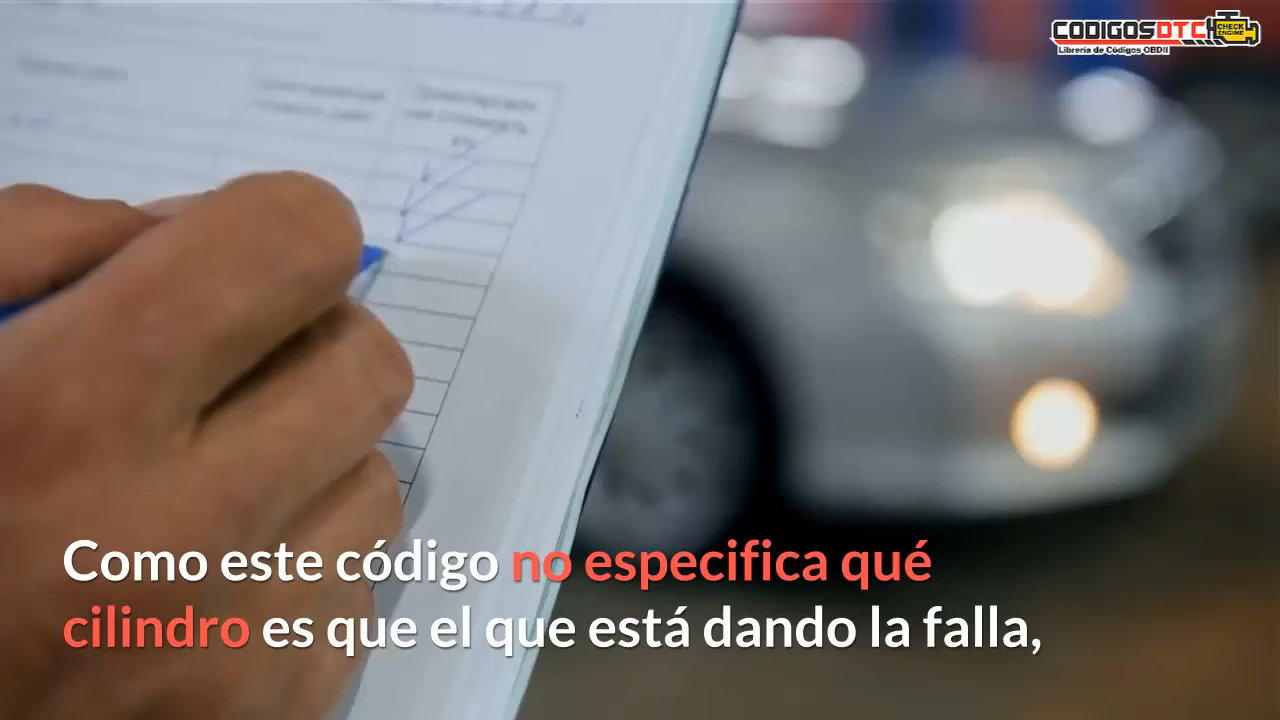 CODIGOSDTC
CHECK
ENGINE
Librería de Códigos OBDII
Como este código no especifica qué
cilindro es que el que está dando la falla,